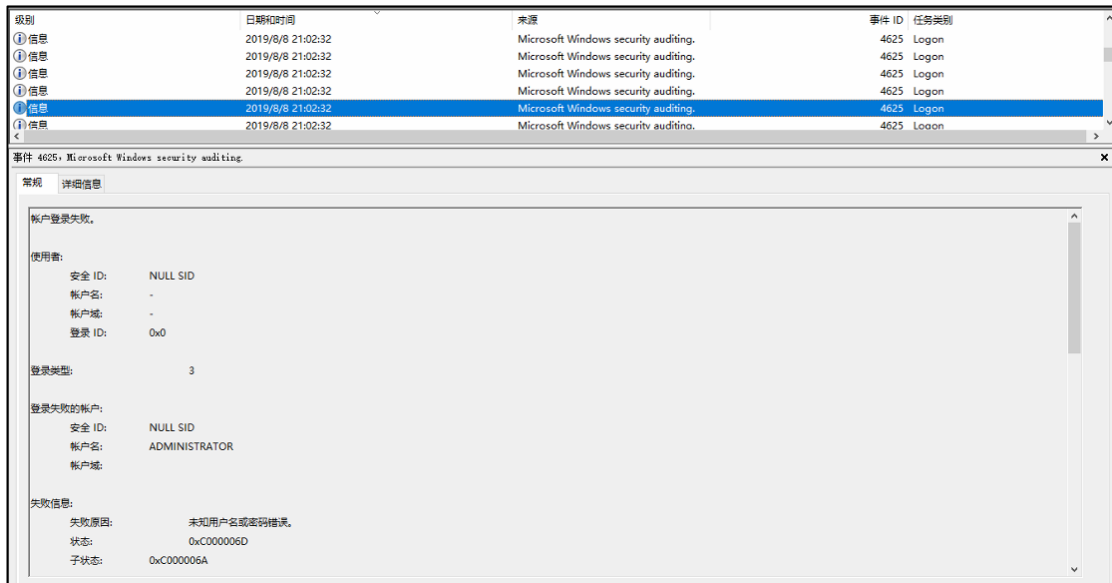 级别 日期和时间 来源 事件 ID 任务类别
信息 2019/8/8 21:02:32 Microsoft Windows security auditing. 4625 Logon
信息 2019/8/8 21:02:32 Microsoft Windows security auditing. 4625 Logon
信息 2019/8/8 21:02:32 Microsoft Windows security auditing. 4625 Logon
信息 2019/8/8 21:02:32 Microsoft Windows security auditing. 4625 Logon
信息 2019/8/8 21:02:32 Microsoft Windows security auditing. 4625 Logon
信息 2019/8/8 21:02:32 Microsoft Windows security auditing. 4625 Logon
事件 4625，Microsoft Windows security auditing.
常规 详细信息
帐户登录失败。
使用者:
安全 ID: NULL SID
帐户名: -
帐户域: -
登录 ID: 0x0
登录类型: 3
登录失败的帐户:
安全 ID: NULL SID
帐户名: ADMINISTRATOR
帐户域:
失败信息:
失败原因: 未知用户名或密码错误。
状态: 0xC000006D
子状态: 0xC000006A